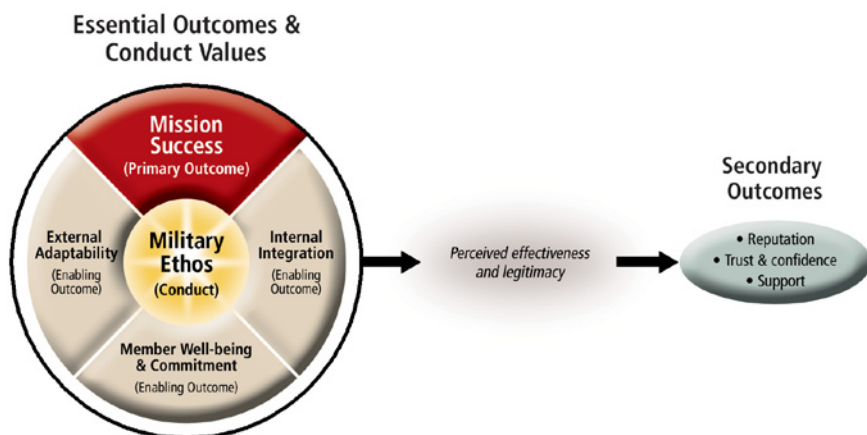 Essential Outcomes &
Conduct Values
Mission
Success
(Primary Outcome)
External
Adaptability
(Enabling
Outcome)
Military
Ethos
(Conduct)
Internal
Integration
(Enabling
Outcome)
Member Well-being
& Commitment
(Enabling Outcome)
Perceived effectiveness
and legitimacy
Secondary
Outcomes
• Reputation
• Trust & confidence
• Support